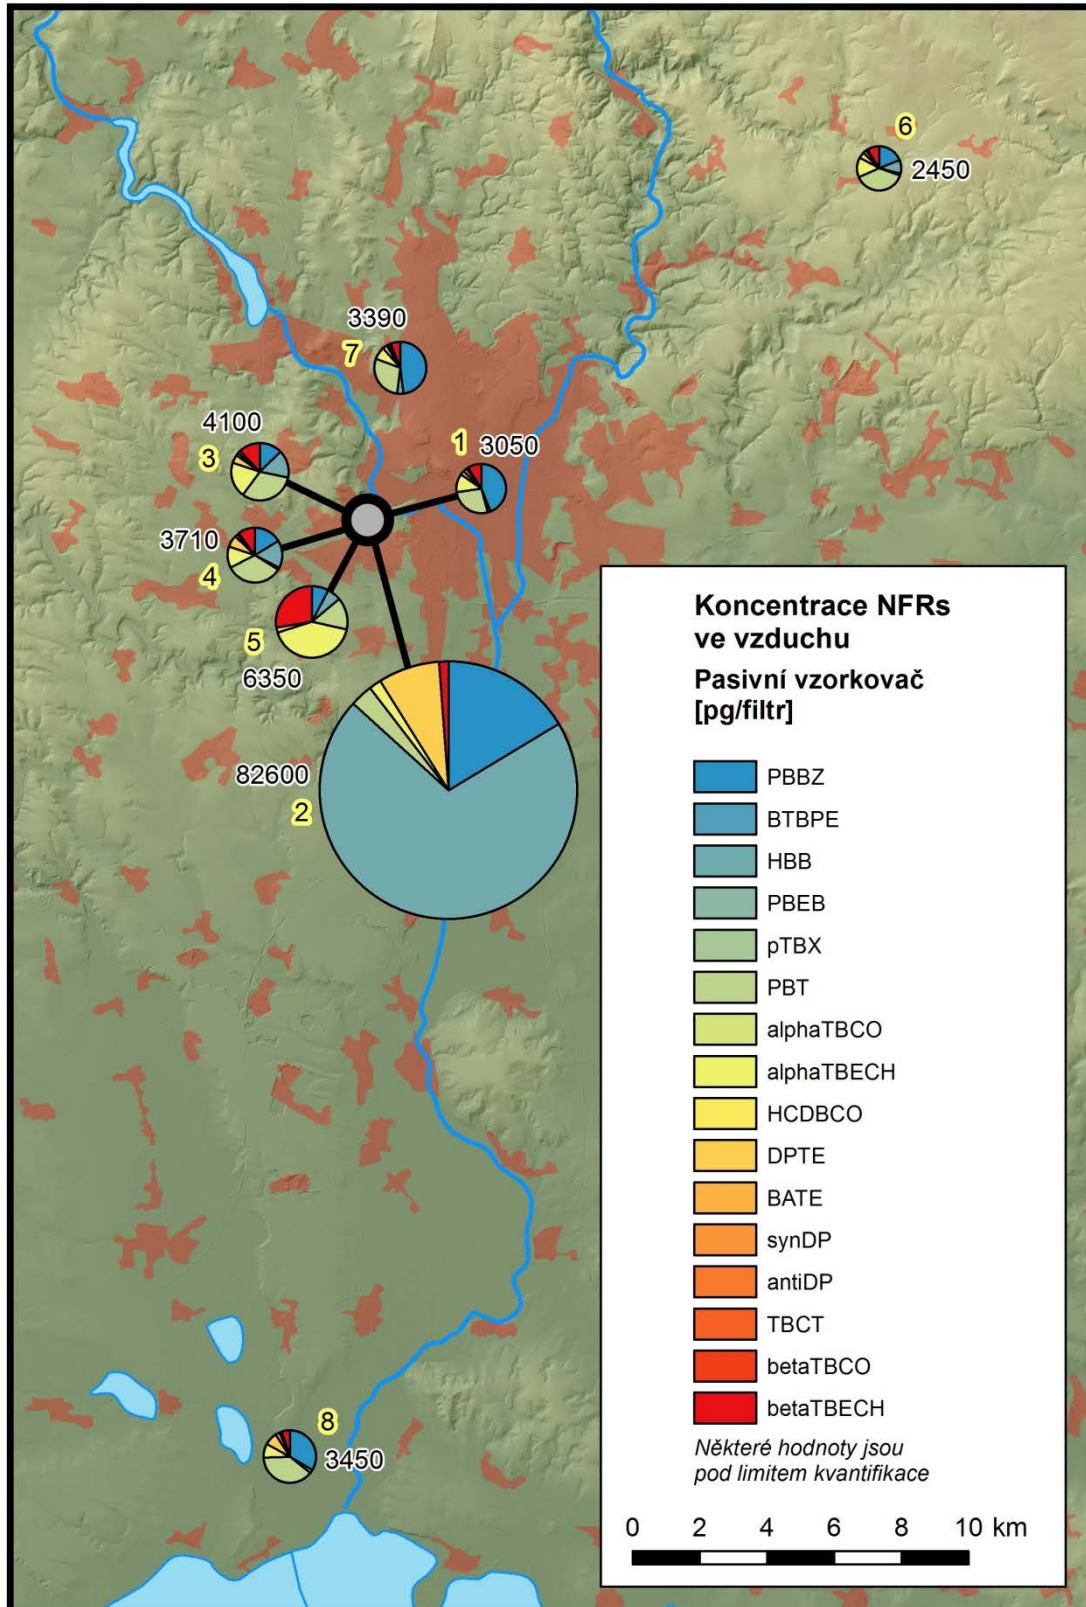 6
2450
3390
7
4100
3
1
3050
3710
4
5
6350
82600
2
8
3450
Koncentrace NFRs
ve vzduchu
Pasivní vzorkovač
[pg/filtr]
PBBZ
BTBPE
HBB
PBEB
pTBX
PBT
alphaTBCO
alphaTBECH
HCDBCO
DPTE
BATE
synDP
antiDP
TBCT
betaTBCO
betaTBECH
Některé hodnoty jsou
pod limitem kvantifikace
0 2 4 6 8 10 km